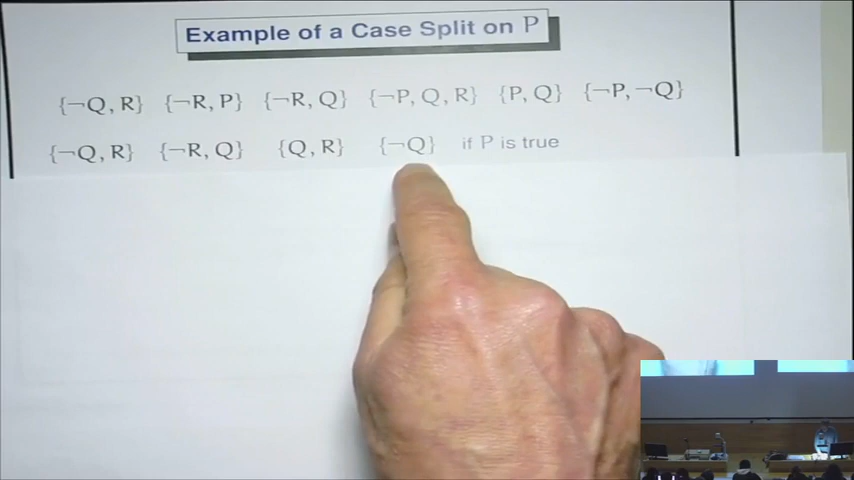 Example of a Case Split on P
{¬Q, R} {¬R, P} {¬R, Q} {¬P, Q, R} {P, Q} {¬P, ¬Q}
{¬Q, R} {¬R, Q} {Q, R} {¬Q} if P is true